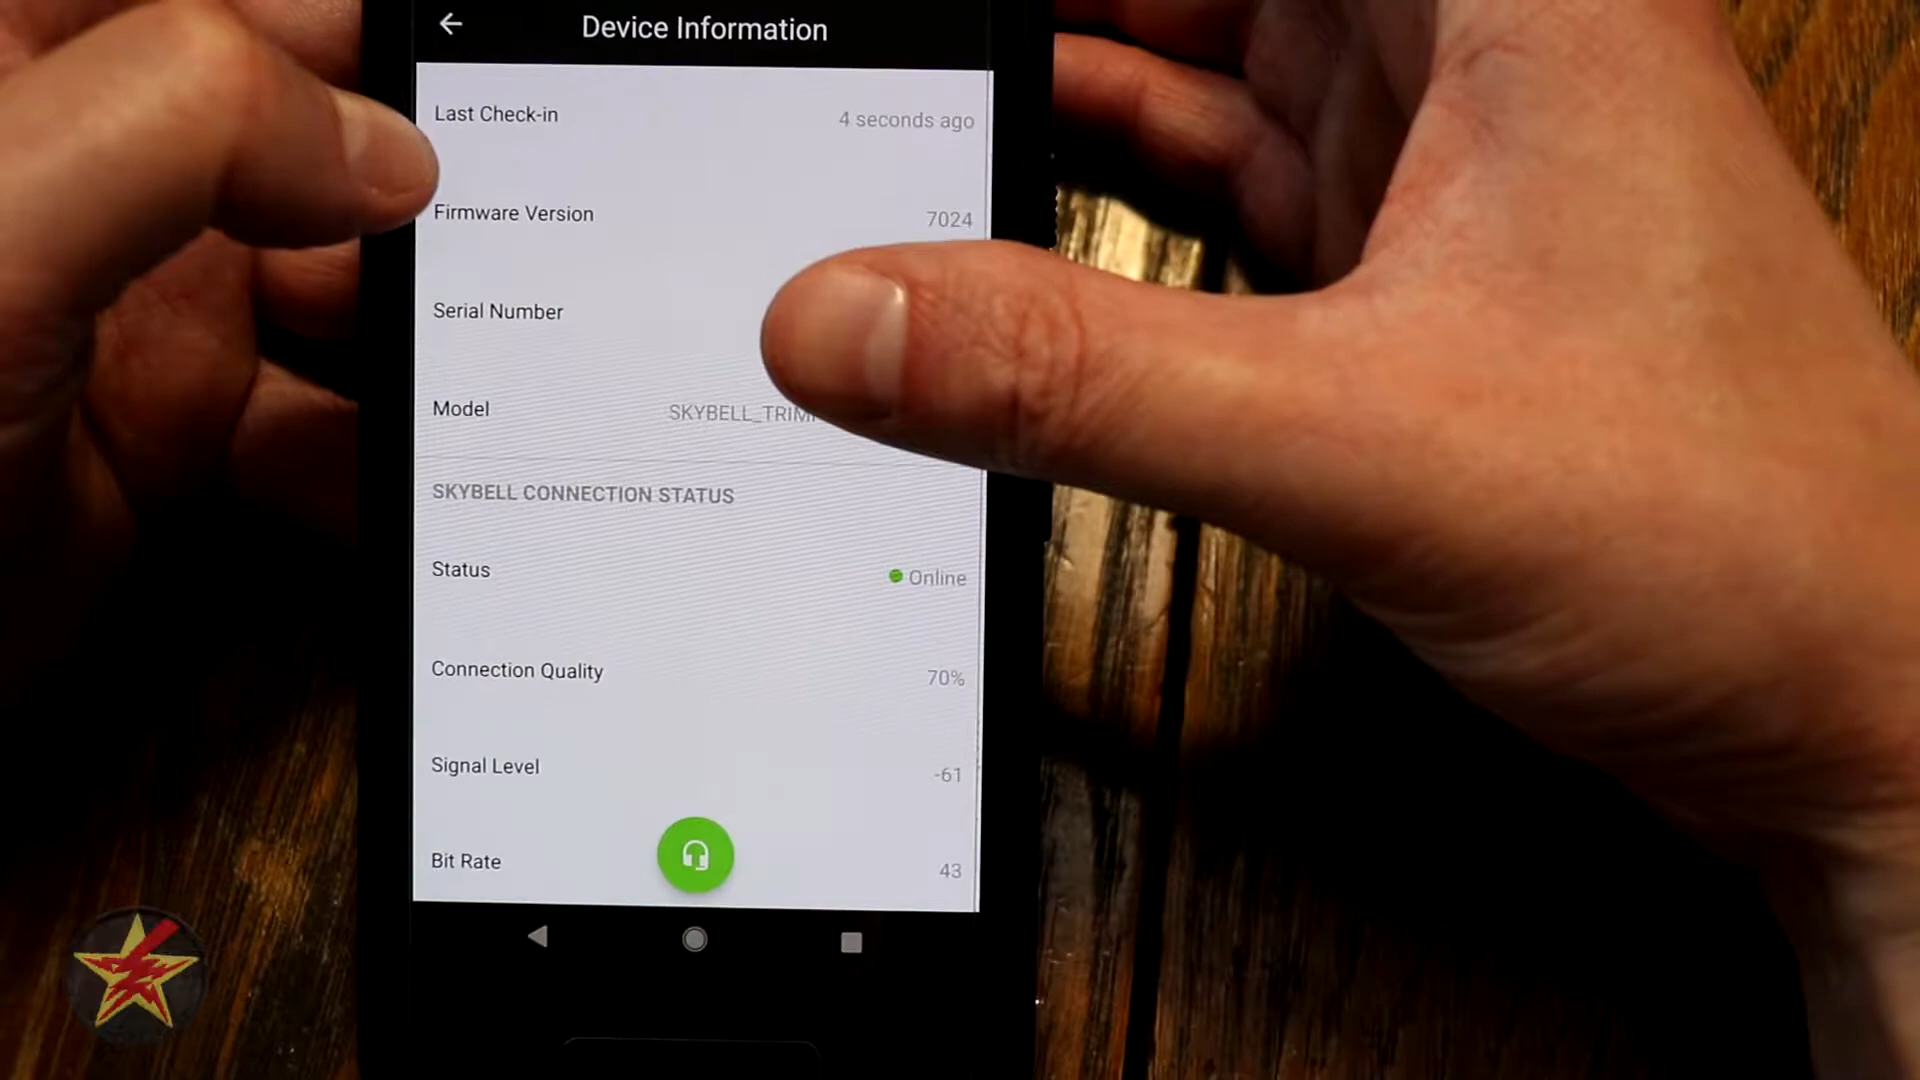 Device Information
Last Check-in 4 seconds ago
Firmware Version 7024
Serial Number
Model
SKYBELL CONNECTION STATUS
Status Online
Connection Quality 70%
Signal Level -61
Bit Rate 43